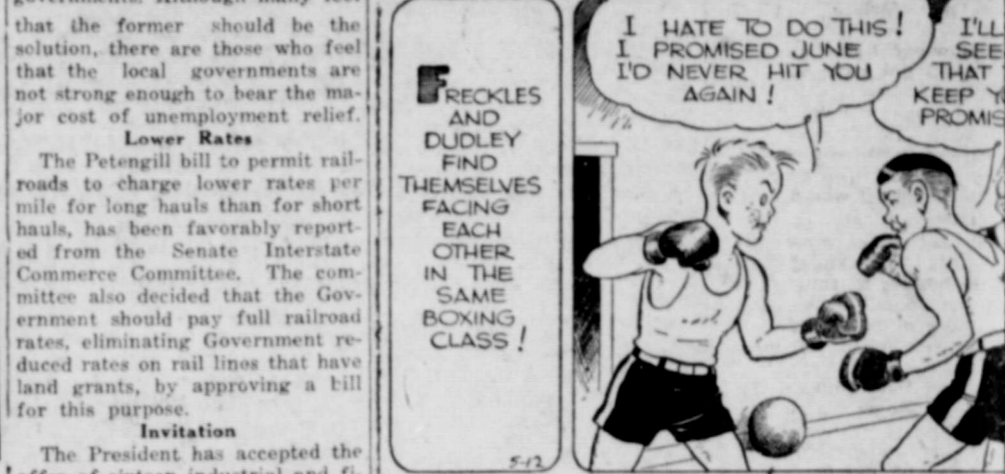 that the former should be the
solution, there are those who feel
that the local governments are
not strong enough to bear the ma-
jor cost of unemployment relief.
Lower Rates
The Petengill bill to permit rail-
roads to charge lower rates per
mile for long hauls than for short
hauls, has been favorably report-
ed from the Senate Interstate
Commerce Committee. The com-
mittee also decided that the Gov-
ernment should pay full railroad
rates, eliminating Government re-
duced rates on rail lines that have
land grants, by approving a bill
for this purpose.
Invitation
The President has accepted the
FRECKLES
AND
DUDLEY
FIND
THEMSELVES
FACING
EACH
OTHER
IN THE
SAME
BOXING
CLASS!
5-12
I HATE TO DO THIS!
I PROMISED JUNE
I'D NEVER HIT YOU
AGAIN!
I'LL
SEE
THAT
KEEP Y
PROMIS